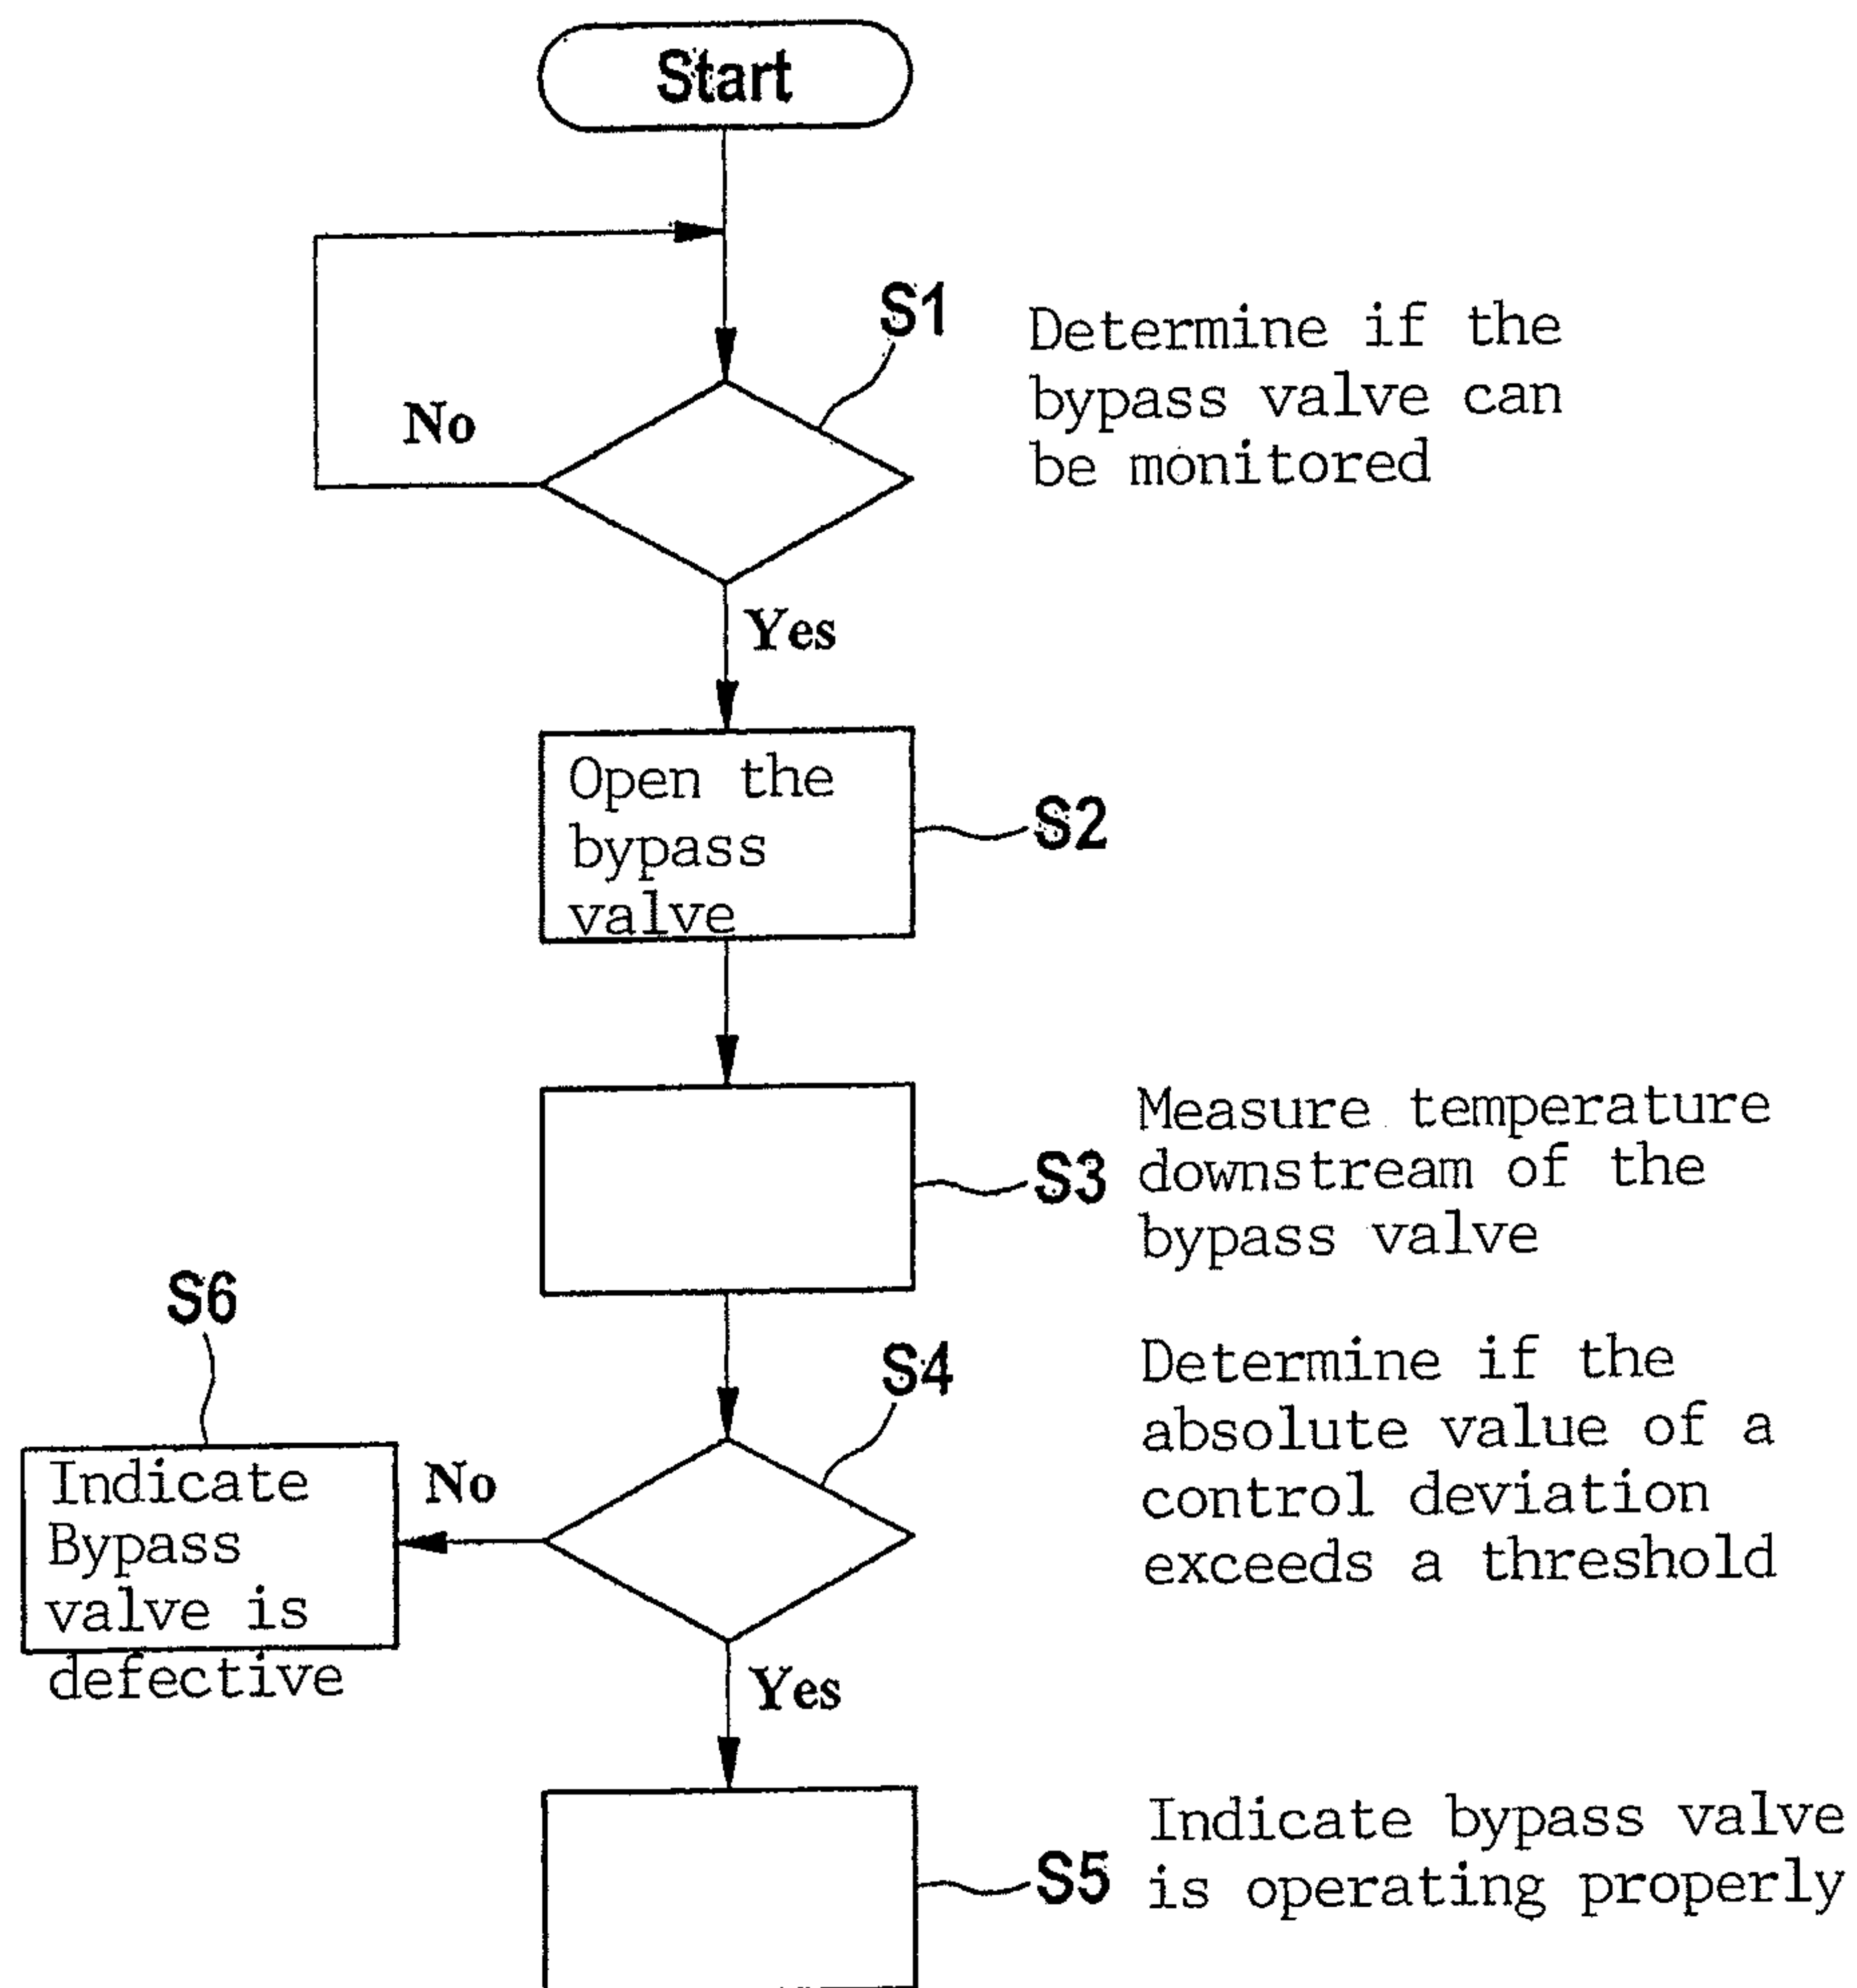 Start
S1
Determine if the
bypass valve can
be monitored
No
Yes
Open the
bypass
valve
S2
S3
Measure temperature
downstream of the
bypass valve
S6
Indicate
Bypass
valve is
defective
No
S4
Determine if the
absolute value of a
control deviation
exceeds a threshold
Yes
S5
Indicate bypass valve
is operating properly